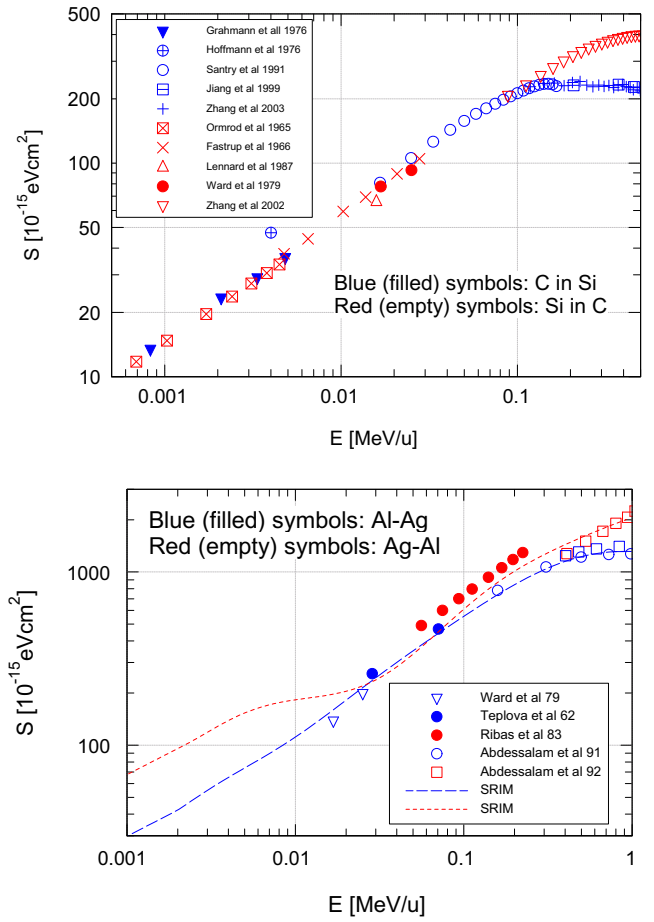 500
200
100
50
20
10
S [10⁻¹⁵eVcm²]
Grahmann et all 1976
Hoffmann et al 1976
Santry et al 1991
Jiang et al 1999
Zhang et al 2003
Ormrod et al 1965
Fastrup et al 1966
Lennard et al 1987
Ward et al 1979
Zhang et al 2002
Blue (filled) symbols: C in Si
Red (empty) symbols: Si in C
0.001
0.01
0.1
E [MeV/u]
Blue (filled) symbols: Al-Ag
Red (empty) symbols: Ag-Al
1000
100
S [10⁻¹⁵eVcm²]
Ward et al 79
Teplova et al 62
Ribas et al 83
Abdessalam et al 91
Abdessalam et al 92
SRIM
SRIM
0.001
0.01
0.1
1
E [MeV/u]